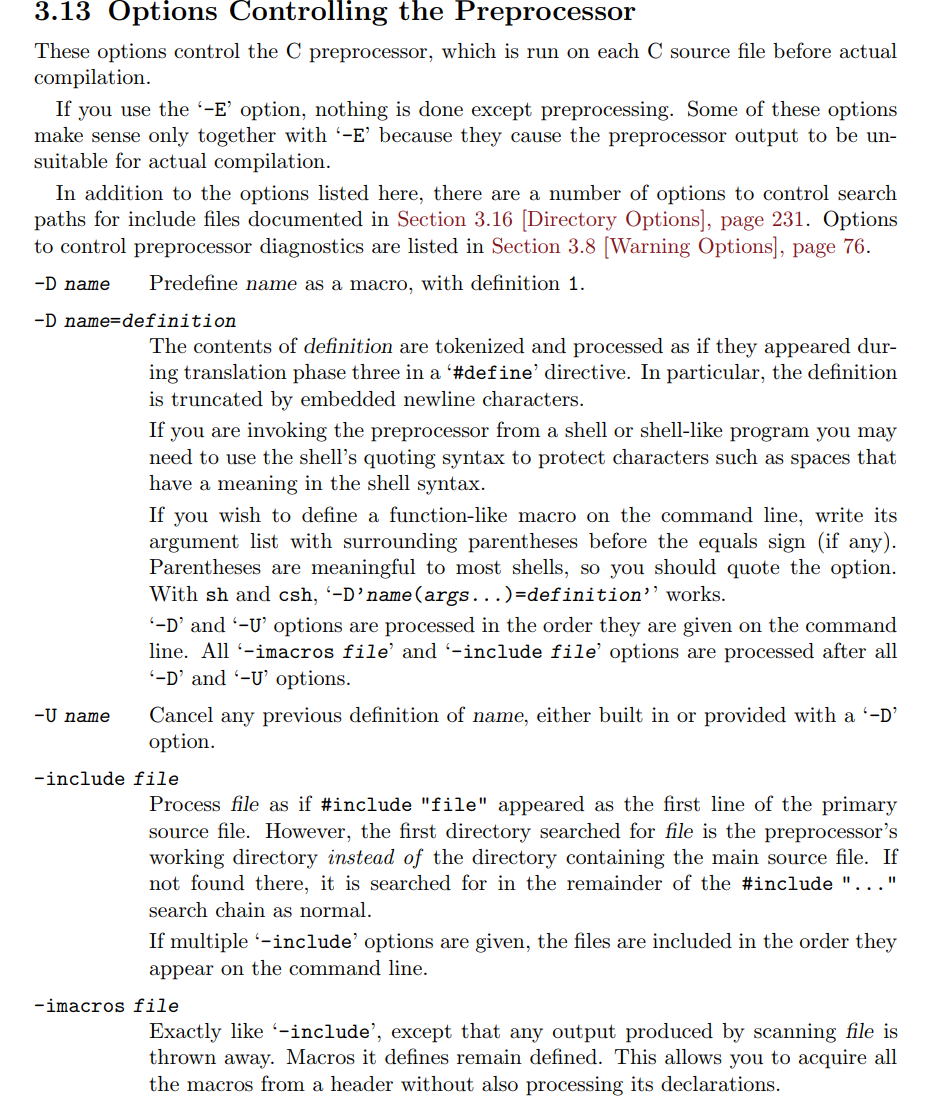 3.13 Options Controlling the Preprocessor
These options control the C preprocessor, which is run on each C source file before actual
compilation.
If you use the ‘-E’ option, nothing is done except preprocessing. Some of these options
make sense only together with ‘-E’ because they cause the preprocessor output to be un-
suitable for actual compilation.
In addition to the options listed here, there are a number of options to control search
paths for include files documented in Section 3.16 [Directory Options], page 231. Options
to control preprocessor diagnostics are listed in Section 3.8 [Warning Options], page 76.
-D name Predefine name as a macro, with definition 1.
-D name=definition
The contents of definition are tokenized and processed as if they appeared dur-
ing translation phase three in a ‘#define’ directive. In particular, the definition
is truncated by embedded newline characters.
If you are invoking the preprocessor from a shell or shell-like program you may
need to use the shell’s quoting syntax to protect characters such as spaces that
have a meaning in the shell syntax.
If you wish to define a function-like macro on the command line, write its
argument list with surrounding parentheses before the equals sign (if any).
Parentheses are meaningful to most shells, so you should quote the option.
With sh and csh, ‘-D’name(args...)=definition’’ works.
‘-D’ and ‘-U’ options are processed in the order they are given on the command
line. All ‘-imacros file’ and ‘-include file’ options are processed after all
‘-D’ and ‘-U’ options.
-U name Cancel any previous definition of name, either built in or provided with a ‘-D’
option.
-include file
Process file as if #include "file" appeared as the first line of the primary
source file. However, the first directory searched for file is the preprocessor’s
working directory instead of the directory containing the main source file. If
not found there, it is searched for in the remainder of the #include "..."
search chain as normal.
If multiple ‘-include’ options are given, the files are included in the order they
appear on the command line.
-imacros file
Exactly like ‘-include’, except that any output produced by scanning file is
thrown away. Macros it defines remain defined. This allows you to acquire all
the macros from a header without also processing its declarations.